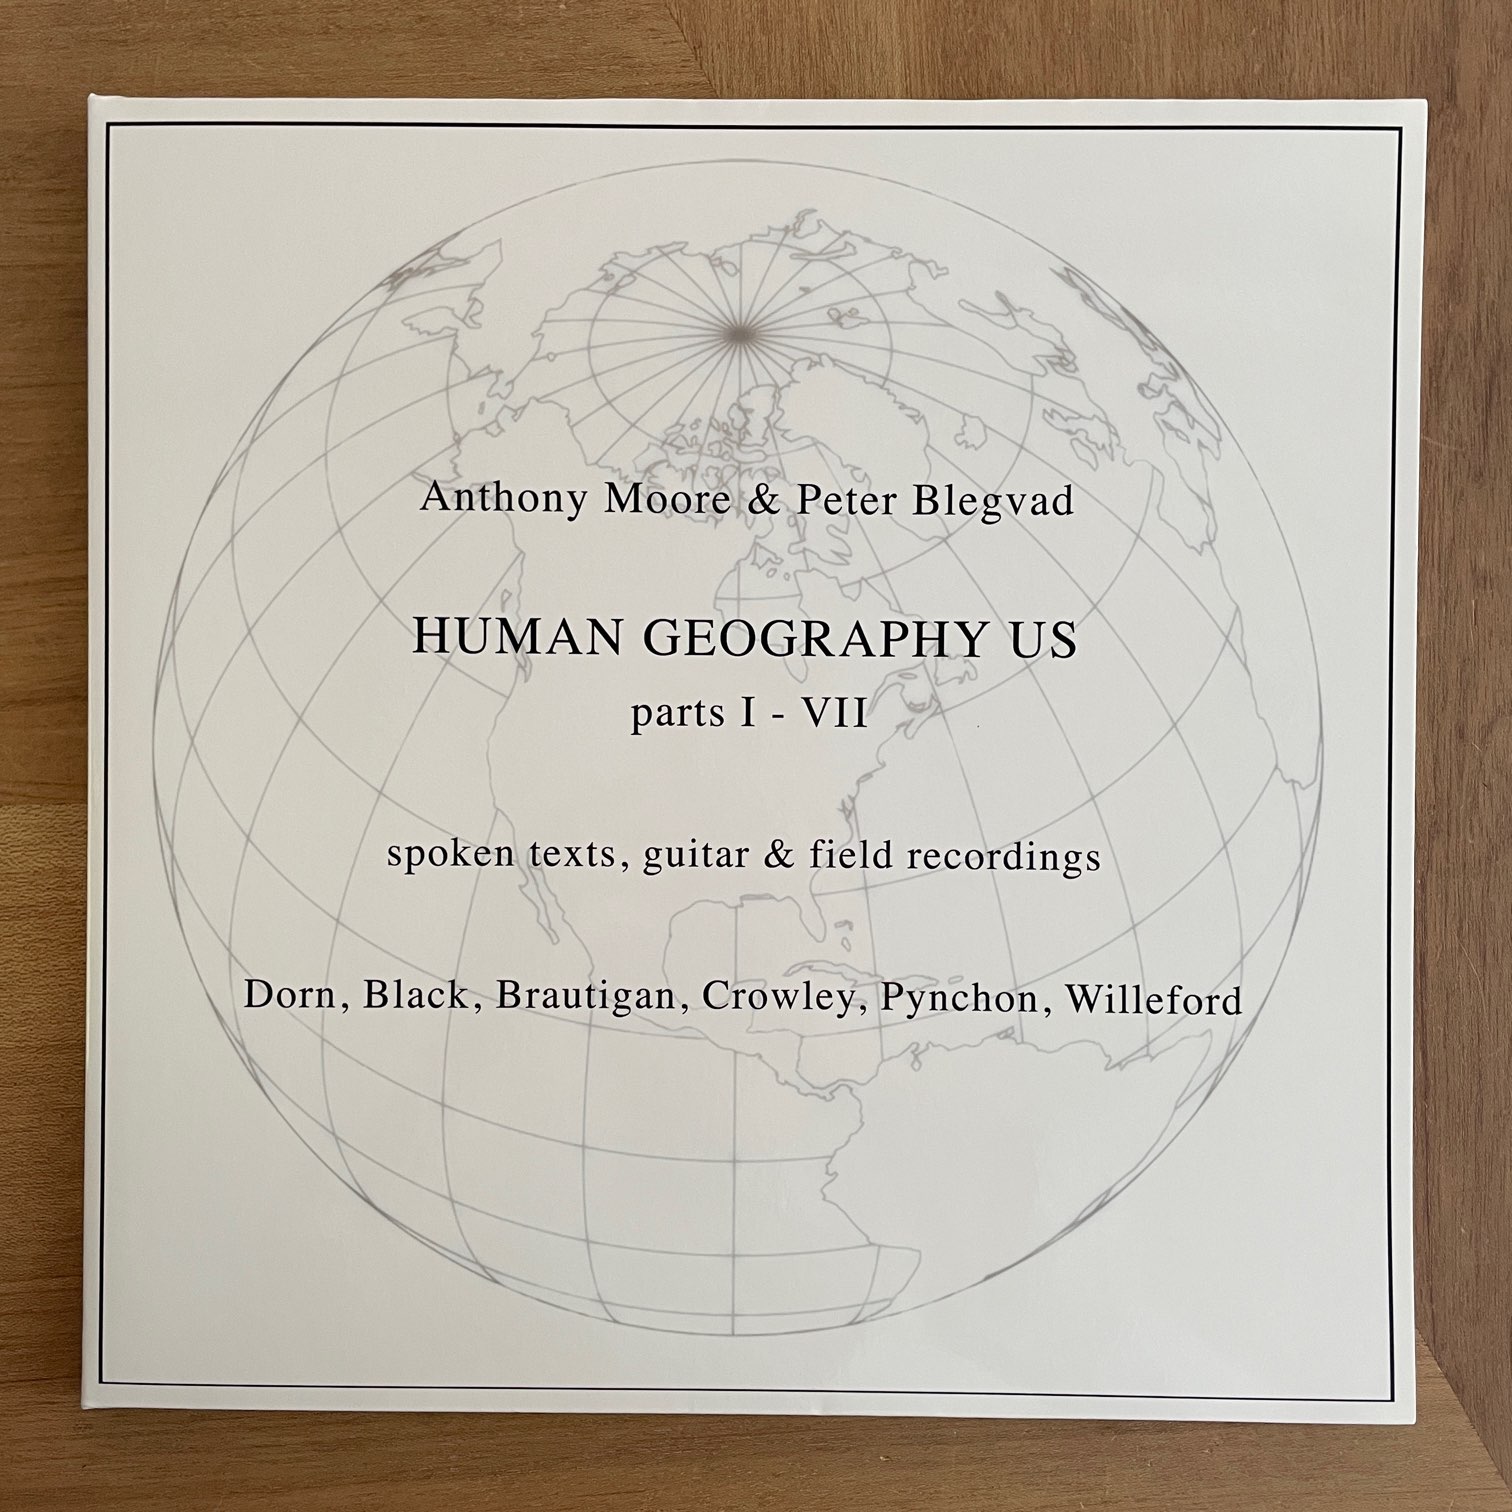 Anthony Moore & Peter Blegvad
HUMAN GEOGRAPHY US
parts I - VII
spoken texts, guitar & field recordings
Dorn, Black, Brautigan, Crowley, Pynchon, Willeford